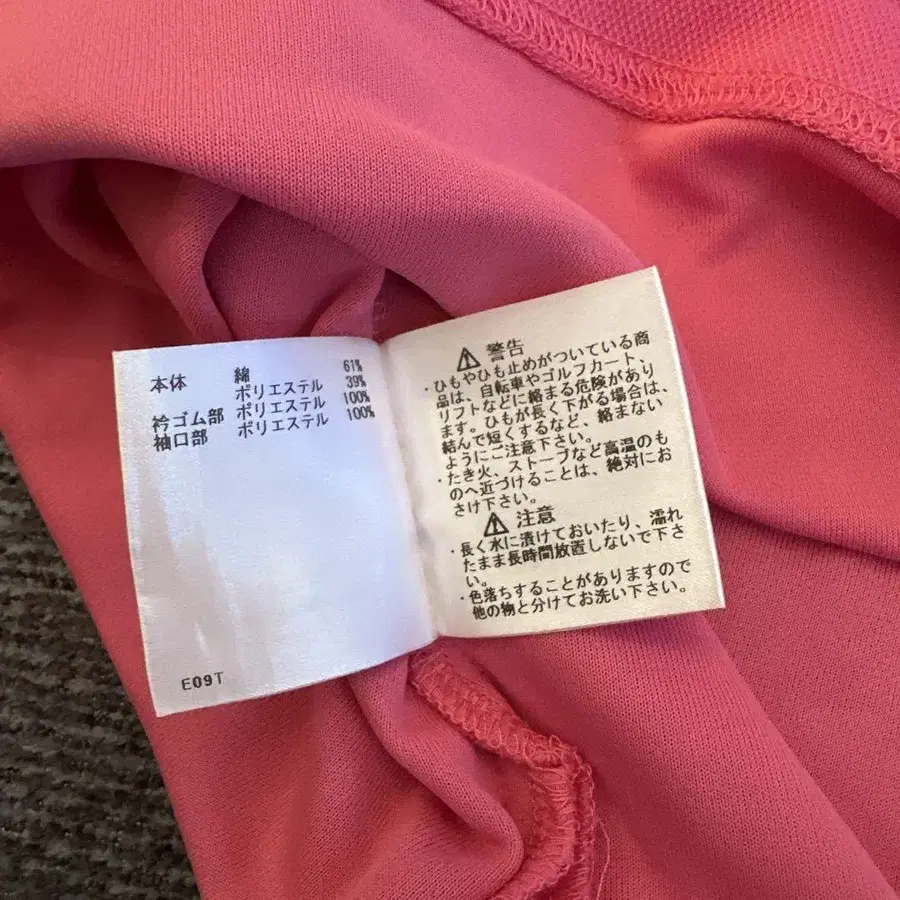 本体 綿 61%
ポリエステル 39%
衿ゴム部 ポリエステル 100%
袖口部 ポリエステル 100%
E09T
⚠ 警告
・ひもやひも止めがついている商
品は、自転車やゴルフカート、
リフトなどに絡まる危険があり
ます。ひもが長く下がる場合は、
結んで短くするなど、絡まない
ようにご注意下さい。
・たき火、ストーブなど高温のも
のへ近づけることは、絶対にお
さけ下さい。
⚠ 注意
・長く水に漬けておいたり、濡れ
たまま長時間放置しないで下さ
い。
・色落ちすることがありますので
他の物と分けてお洗い下さい。